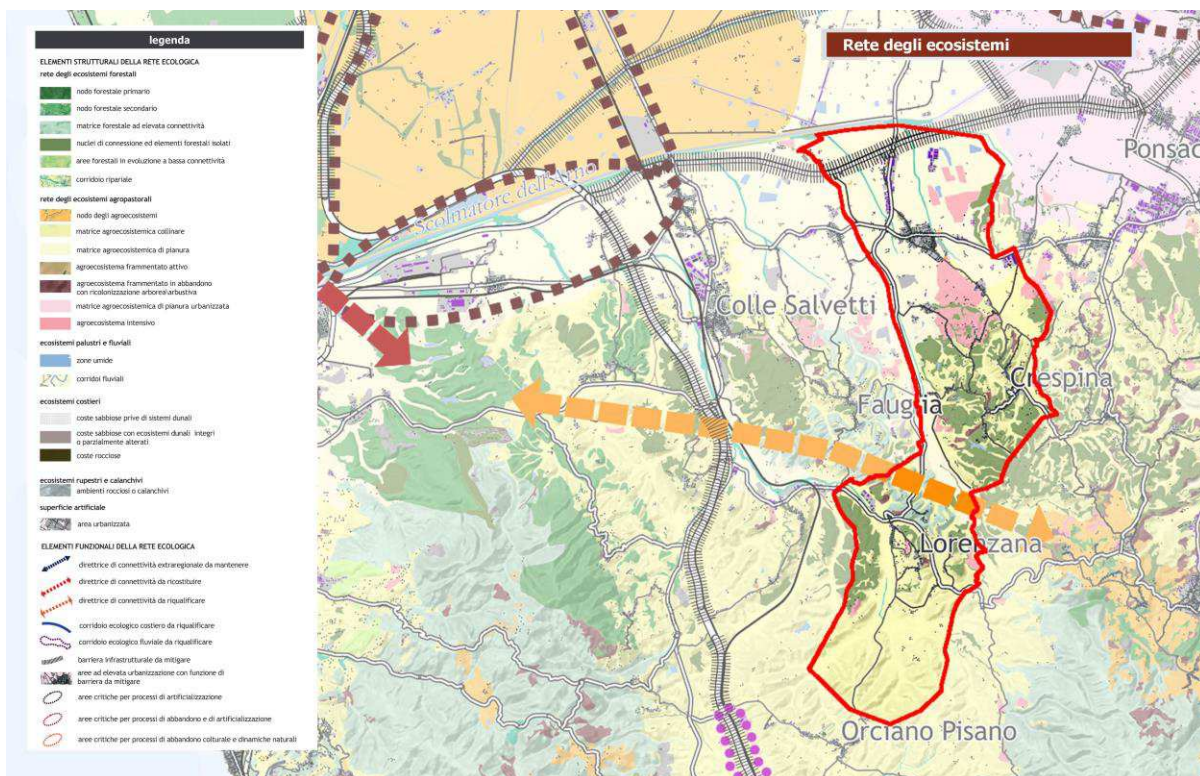 legenda
ELEMENTI STRUTTURALI DELLA RETE ECOLOGICA
rete degli ecosistemi forestali
nodo forestale primario
nodo forestale secondario
matrice forestale ad elevata connettività
nuclei di connessione ed elementi forestali isolati
aree forestali in evoluzione a bassa connettività
corridoio ripariale
rete degli ecosistemi agropastorali
nodo degli agroecosistemi
matrice agroecosistemica collinare
matrice agroecosistemica di pianura
agroecosistema frammentato attivo
agroecosistema frammentato in abbandono
con ricolonizzazione arborea/arbustiva
matrice agroecosistemica di pianura urbanizzata
agroecosistema intensivo
ecosistemi palustri e fluviali
zone umide
corridoi fluviali
ecosistemi costieri
coste sabbiose prive di sistemi dunali
coste sabbiose con ecosistemi dunali integri
o parzialmente alterati
coste rocciose
ecosistemi rupestri e calanchivi
ambienti rocciosi o calanchivi
superficie artificiale
area urbanizzata
ELEMENTI FUNZIONALI DELLA RETE ECOLOGICA
direttrice di connettività extraregionale da mantenere
direttrice di connettività da ricostituire
direttrice di connettività da riqualificare
corridoio ecologico costiero da riqualificare
corridoio ecologico fluviale da riqualificare
barriera infrastrutturale da mitigare
aree ad elevata urbanizzazione con funzione di
barriera da mitigare
aree critiche per processi di artificializzazione
aree critiche per processi di abbandono e di artificializzazione
aree critiche per processi di abbandono colturale e dinamiche naturali
Rete degli ecosistemi
Ponsac
Scolmatore dell'Arno
Colle Salvetti
Crespina
Fauglia
Lorenzana
Orciano Pisano